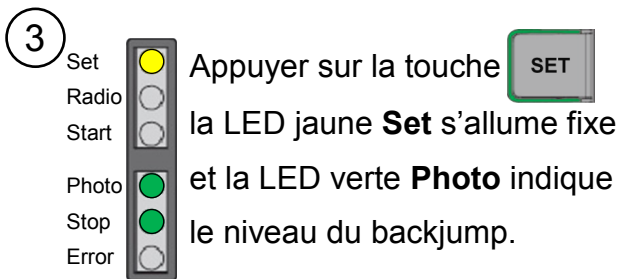 3
Set
Radio
Start
Photo
Stop
Error
Appuyer sur la touche SET
la LED jaune Set s’allume fixe
et la LED verte Photo indique
le niveau du backjump.